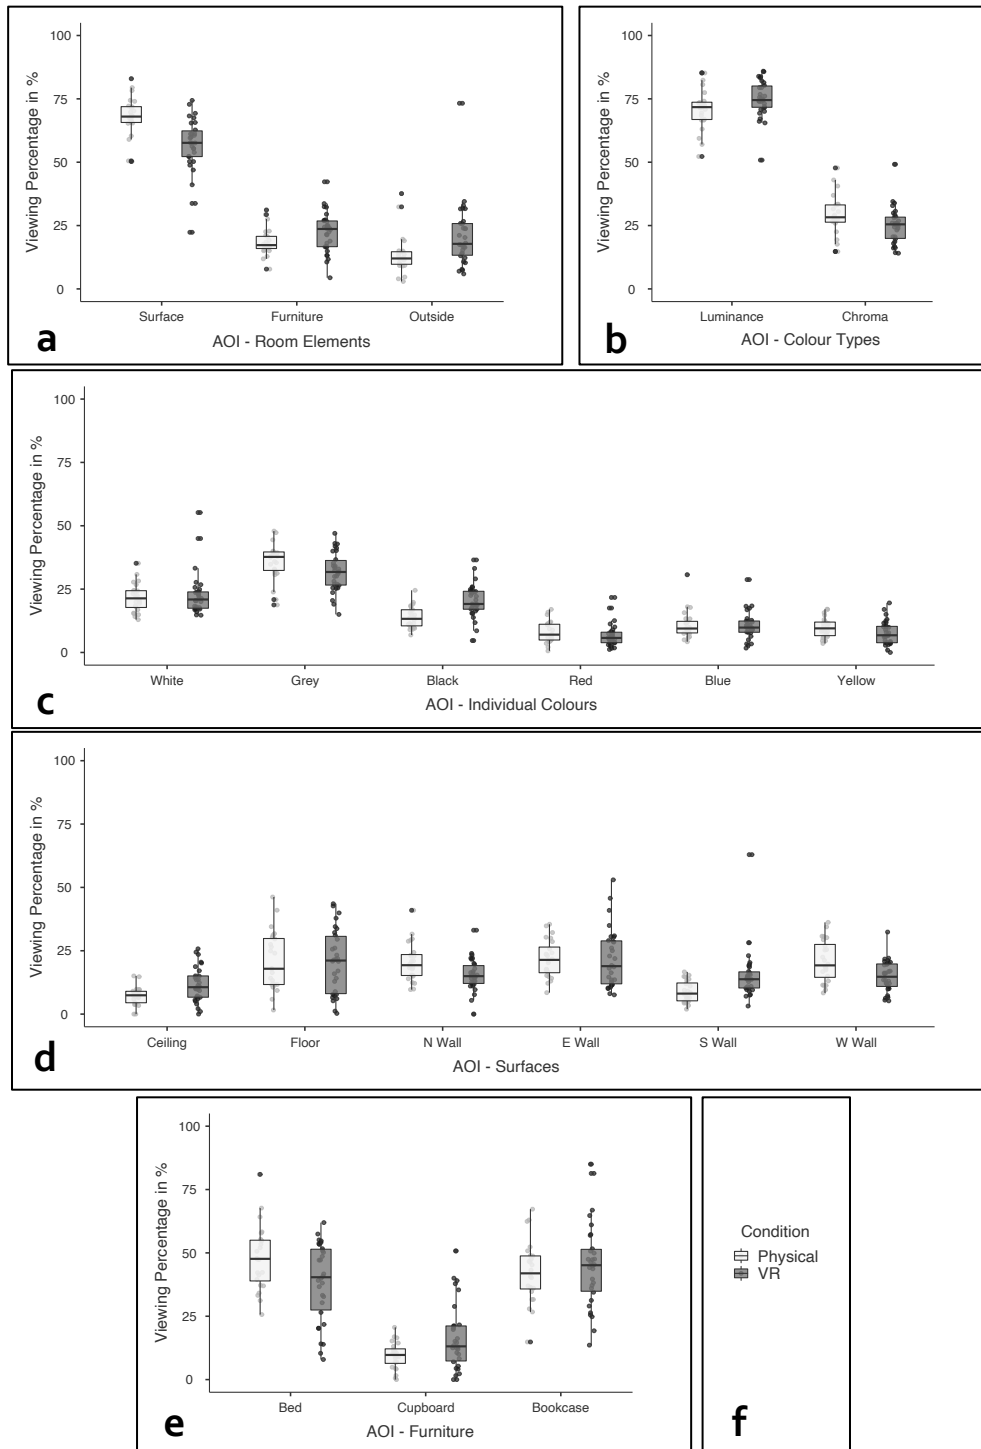 100
75
50
25
0
Viewing Percentage in %
Surface
Furniture
Outside
AOI - Room Elements
a
100
75
50
25
0
Viewing Percentage in %
Luminance
Chroma
AOI - Colour Types
b
100
75
50
25
0
Viewing Percentage in %
White
Grey
Black
Red
Blue
Yellow
AOI - Individual Colours
c
100
75
50
25
0
Viewing Percentage in %
Ceiling
Floor
N Wall
E Wall
S Wall
W Wall
AOI - Surfaces
d
100
75
50
25
0
Viewing Percentage in %
Bed
Cupboard
Bookcase
AOI - Furniture
e
Condition
Physical
VR
f